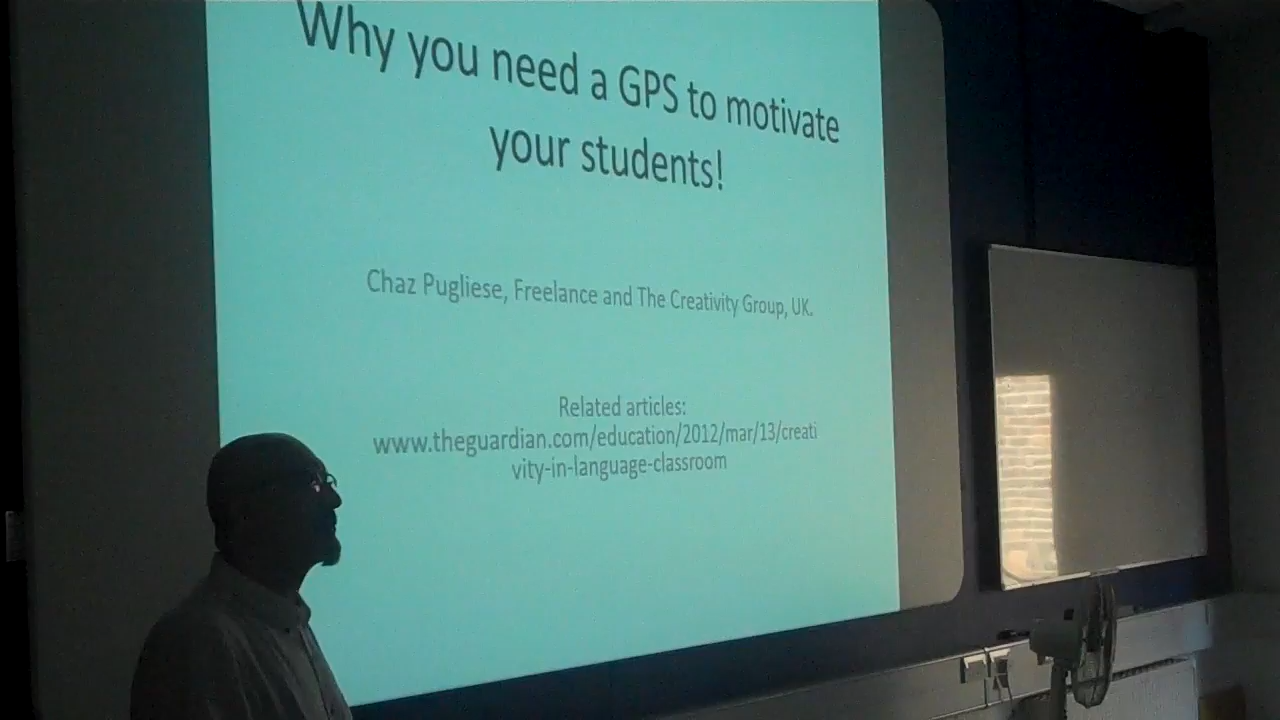 Why you need a GPS to motivate
your students!
Chaz Pugliese, Freelance and The Creativity Group, UK.
Related articles:
www.theguardian.com/education/2012/mar/13/creati
vity-in-language-classroom